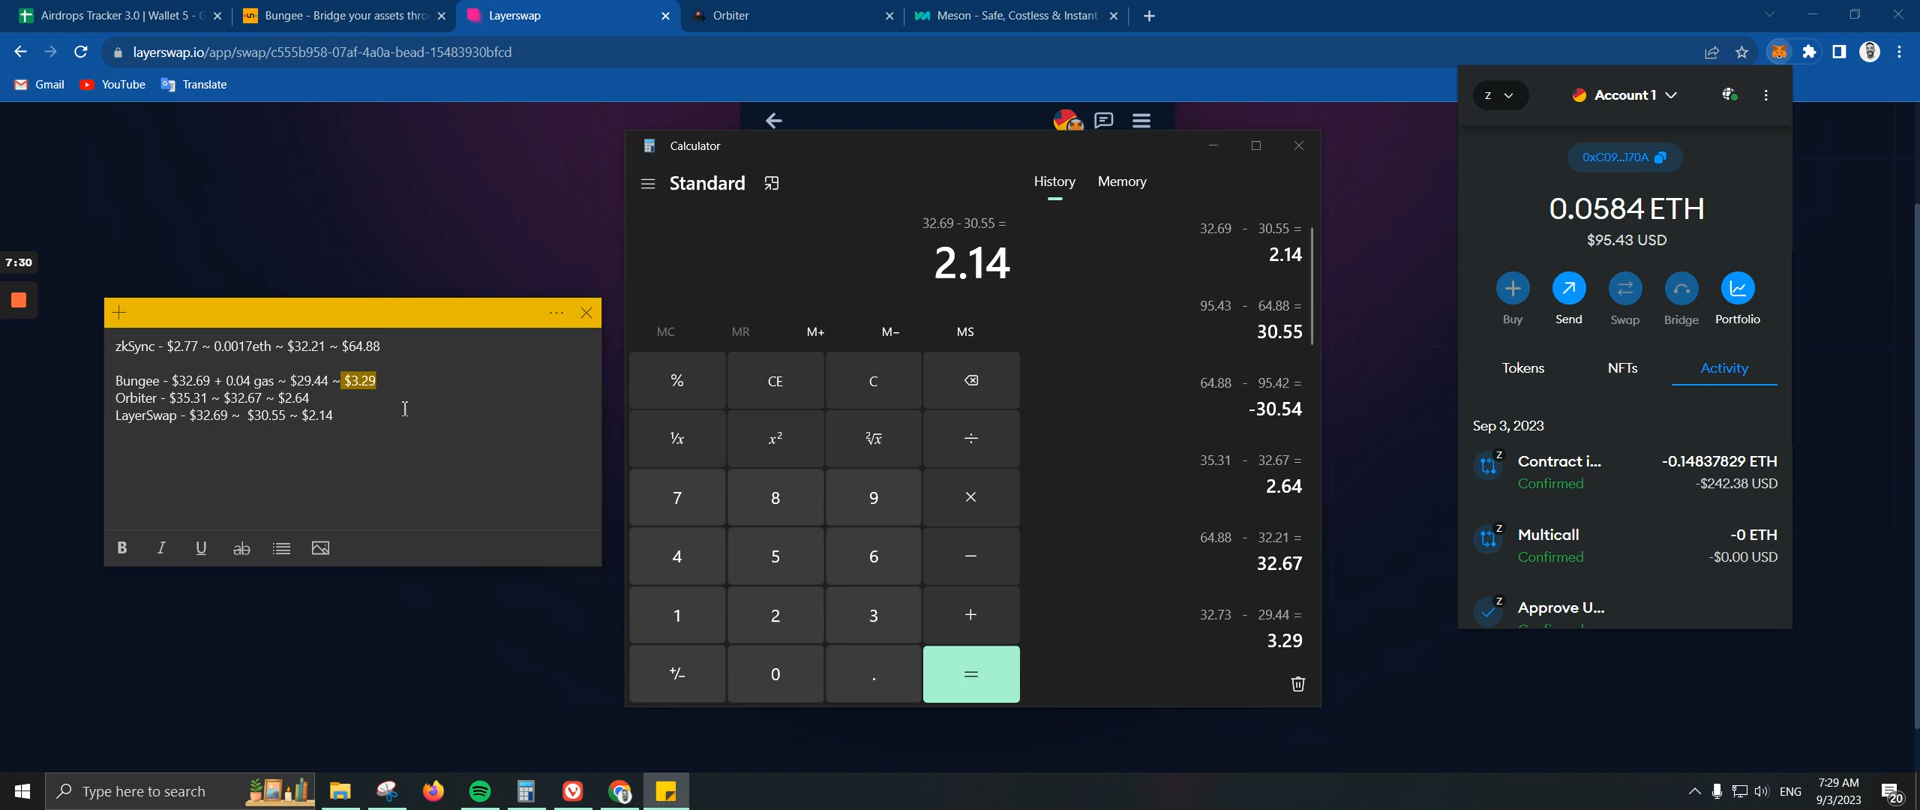 Airdrops Tracker 3.0 | Wallet 5 - G
Bungee - Bridge your assets thro
Layerswap
Orbiter
Meson - Safe, Costless & Instant
layerswap.io/app/swap/c555b958-07af-4a0a-bead-15483930bfcd
Gmail
YouTube
Translate
7:30
zkSync - $2.77 ~ 0.0017eth ~ $32.21 ~ $64.88
Bungee - $32.69 + 0.04 gas ~ $29.44 ~ $3.29
Orbiter - $35.31 ~ $32.67 ~ $2.64
LayerSwap - $32.69 ~  $30.55 ~ $2.14
B I U ab
Calculator
Standard
History
Memory
32.69 - 30.55 =
2.14
MC MR M+ M− MS
% CE C
¹/x x² ²√x ÷
7 8 9 ×
4 5 6 −
1 2 3 +
+/− 0 . =
32.69 - 30.55 =
2.14
95.43 - 64.88 =
30.55
64.88 - 95.42 =
-30.54
35.31 - 32.67 =
2.64
64.88 - 32.21 =
32.67
32.73 - 29.44 =
3.29
Z
Account 1
0xC09...170A
0.0584 ETH
$95.43 USD
Buy
Send
Swap
Bridge
Portfolio
Tokens
NFTs
Activity
Sep 3, 2023
Z
Contract i...
-0.14837829 ETH
Confirmed
-$242.38 USD
Z
Multicall
-0 ETH
Confirmed
-$0.00 USD
Z
Approve U...
Type here to search
ENG
7:29 AM
9/3/2023
20